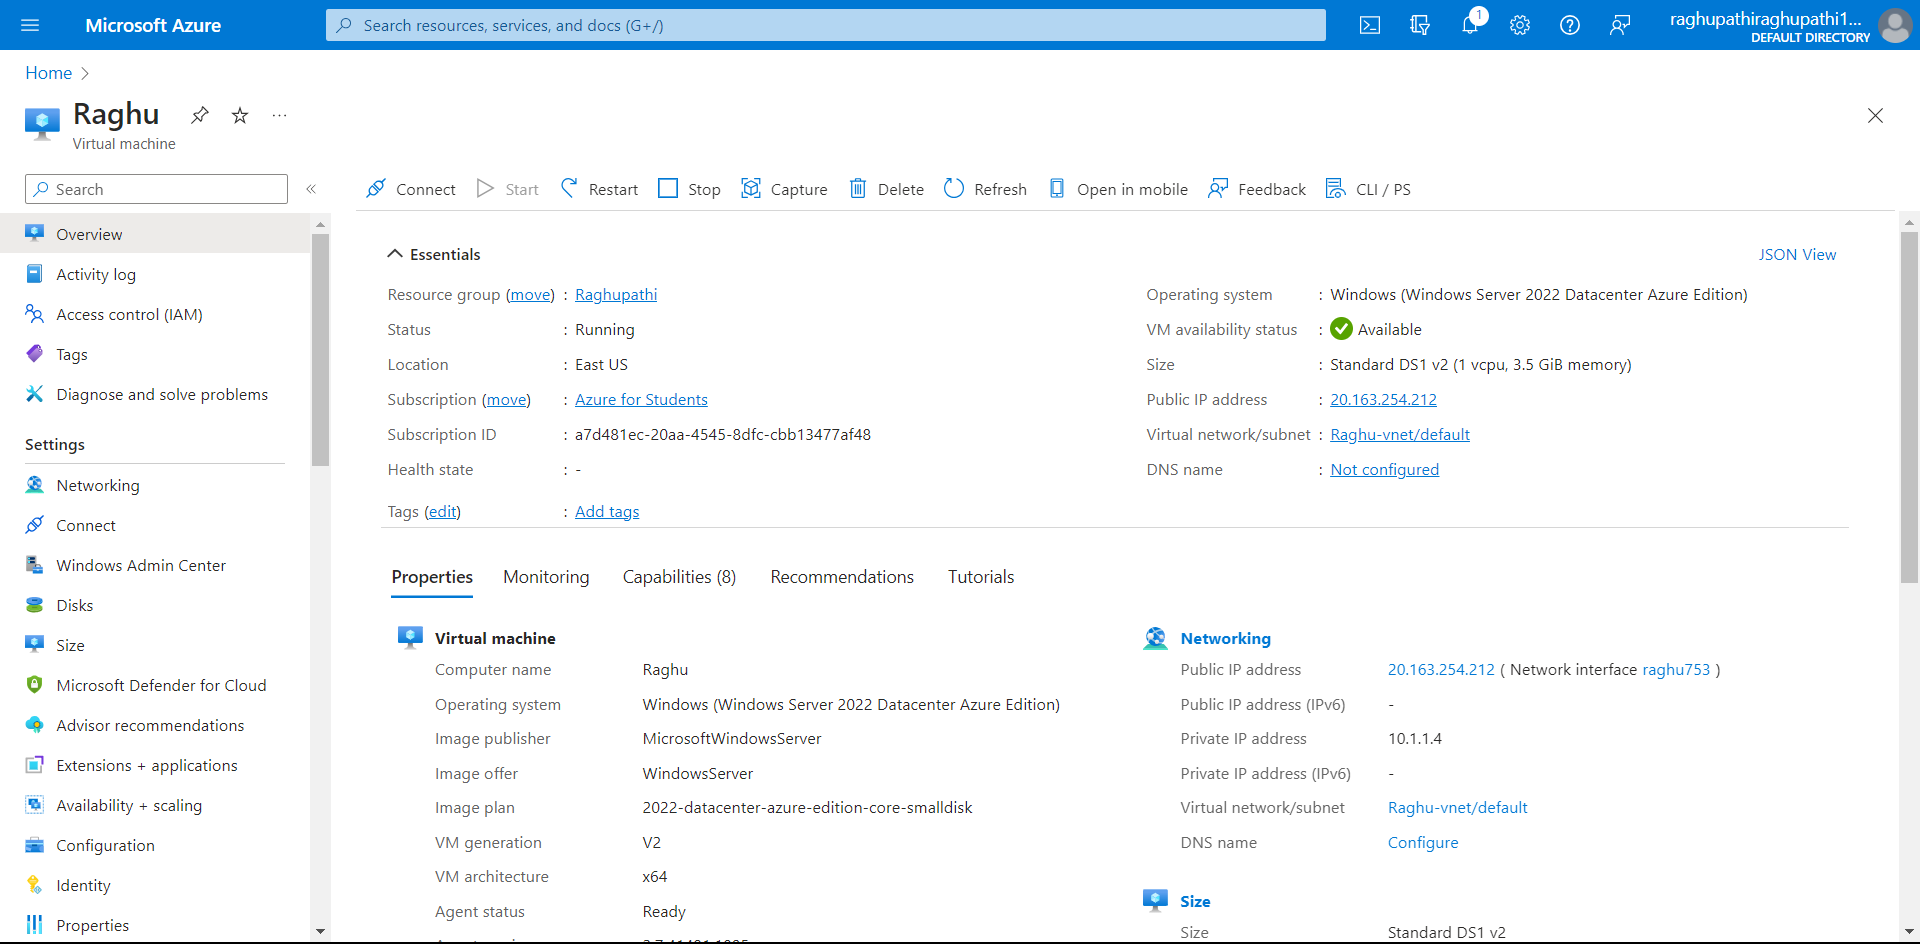 Microsoft Azure
Search resources, services, and docs (G+/)
1
raghupathiraghupathi1...
DEFAULT DIRECTORY
Home
Raghu
Virtual machine
Search
Connect
Start
Restart
Stop
Capture
Delete
Refresh
Open in mobile
Feedback
CLI / PS
Overview
Activity log
Access control (IAM)
Tags
Diagnose and solve problems
Settings
Networking
Connect
Windows Admin Center
Disks
Size
Microsoft Defender for Cloud
Advisor recommendations
Extensions + applications
Availability + scaling
Configuration
Identity
Properties
Essentials
JSON View
Resource group (move) : Raghupathi
Status : Running
Location : East US
Subscription (move) : Azure for Students
Subscription ID : a7d481ec-20aa-4545-8dfc-cbb13477af48
Health state : -
Tags (edit) : Add tags
Operating system : Windows (Windows Server 2022 Datacenter Azure Edition)
VM availability status : Available
Size : Standard DS1 v2 (1 vcpu, 3.5 GiB memory)
Public IP address : 20.163.254.212
Virtual network/subnet : Raghu-vnet/default
DNS name : Not configured
Properties
Monitoring
Capabilities (8)
Recommendations
Tutorials
Virtual machine
Computer name Raghu
Operating system Windows (Windows Server 2022 Datacenter Azure Edition)
Image publisher MicrosoftWindowsServer
Image offer WindowsServer
Image plan 2022-datacenter-azure-edition-core-smalldisk
VM generation V2
VM architecture x64
Agent status Ready
Networking
Public IP address 20.163.254.212 ( Network interface raghu753 )
Public IP address (IPv6) -
Private IP address 10.1.1.4
Private IP address (IPv6) -
Virtual network/subnet Raghu-vnet/default
DNS name Configure
Size
Size Standard DS1 v2